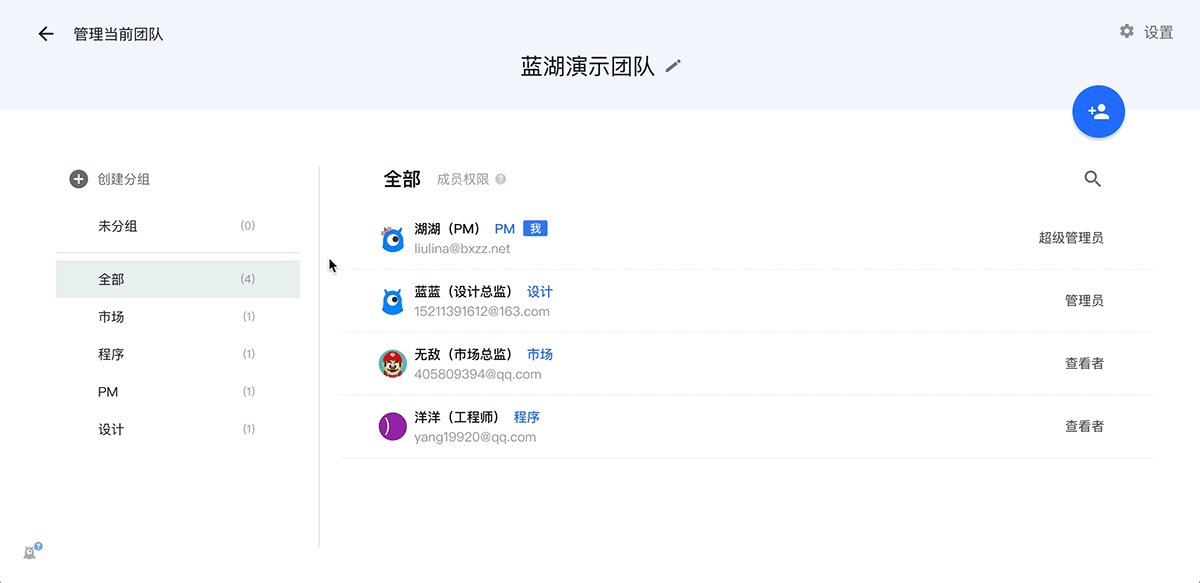 管理当前团队
设置
蓝湖演示团队
创建分组
未分组 (0)
全部 (4)
市场 (1)
程序 (1)
PM (1)
设计 (1)
全部 成员权限 ?
湖湖（PM） PM 我
liulina@bxzz.net
超级管理员
蓝蓝（设计总监） 设计
15211391612@163.com
管理员
无敌（市场总监） 市场
405809394@qq.com
查看者
洋洋（工程师） 程序
yang19920@qq.com
查看者
?